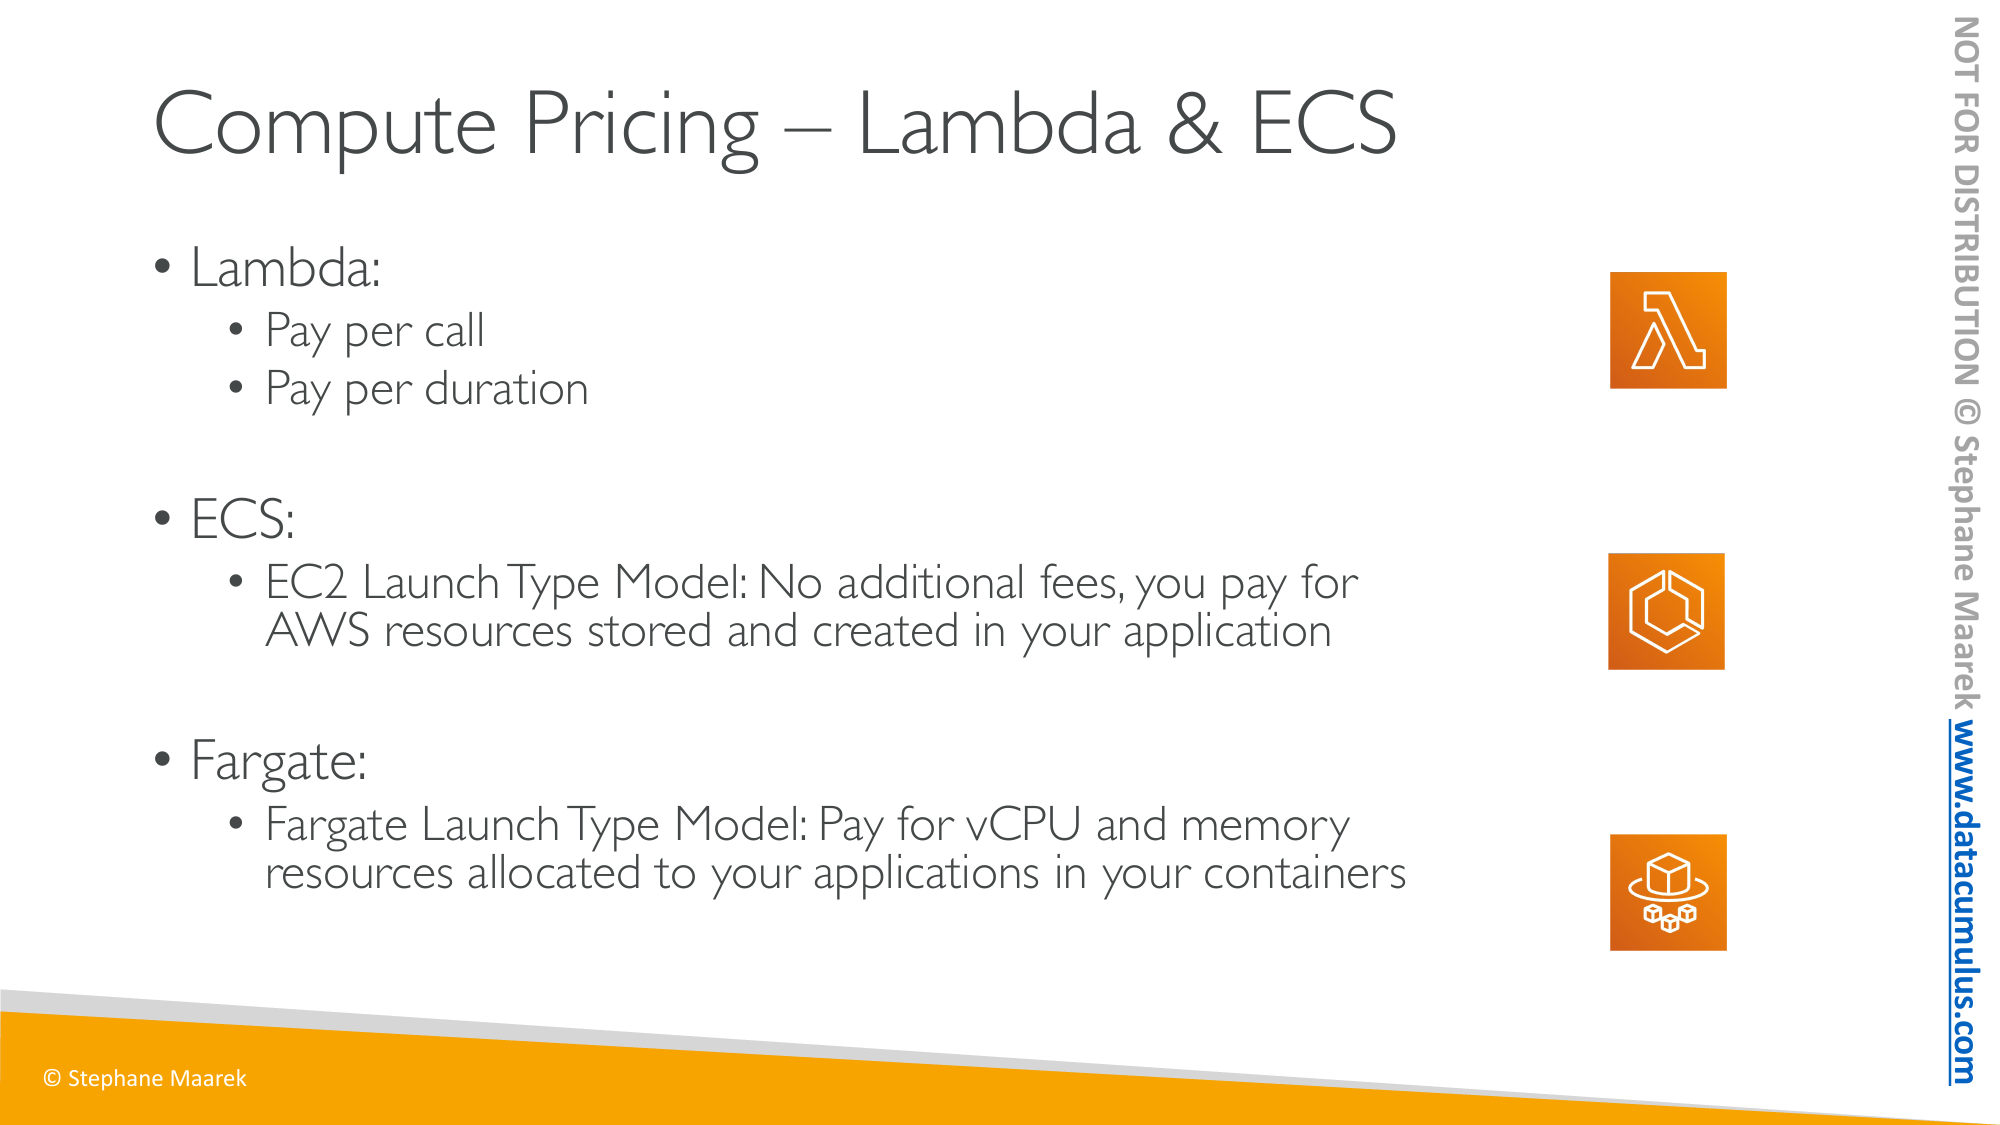 Compute Pricing – Lambda & ECS
• Lambda:
• Pay per call
• Pay per duration
• ECS:
• EC2 Launch Type Model: No additional fees, you pay for
AWS resources stored and created in your application
• Fargate:
• Fargate Launch Type Model: Pay for vCPU and memory
resources allocated to your applications in your containers
© Stephane Maarek
NOT FOR DISTRIBUTION © Stephane Maarek www.datacumulus.com